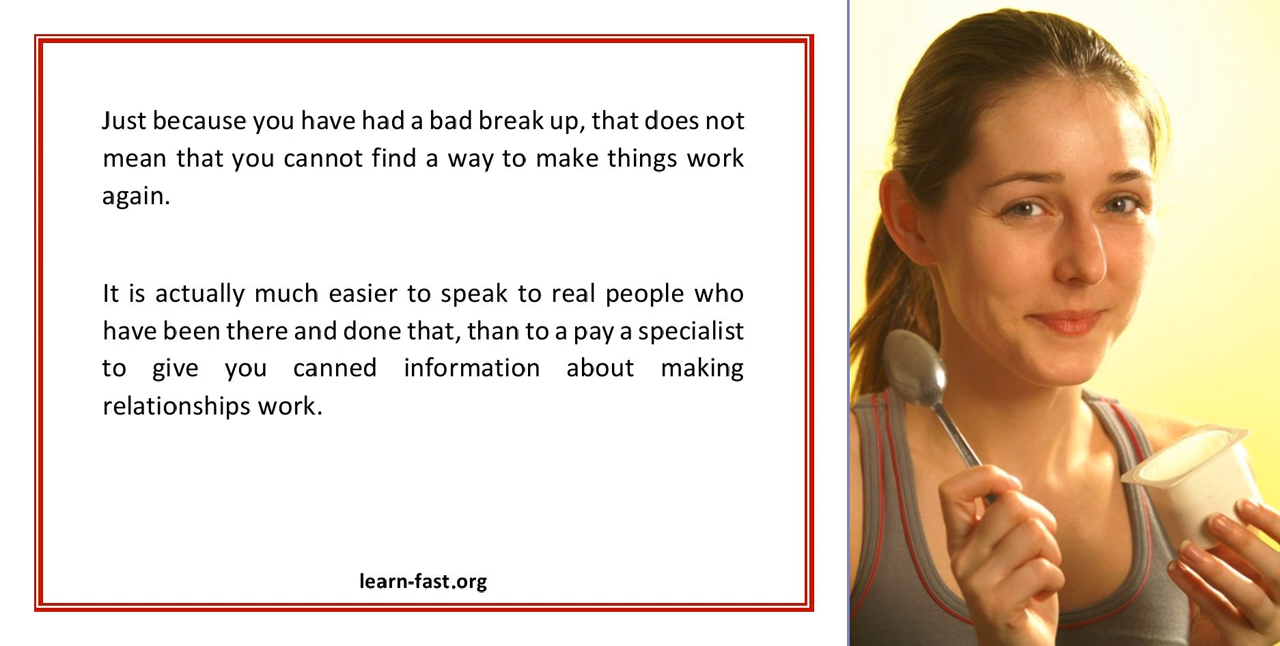 Just because you have had a bad break up, that does not
mean that you cannot find a way to make things work
again.
It is actually much easier to speak to real people who
have been there and done that, than to a pay a specialist
to give you canned information about making
relationships work.
learn-fast.org